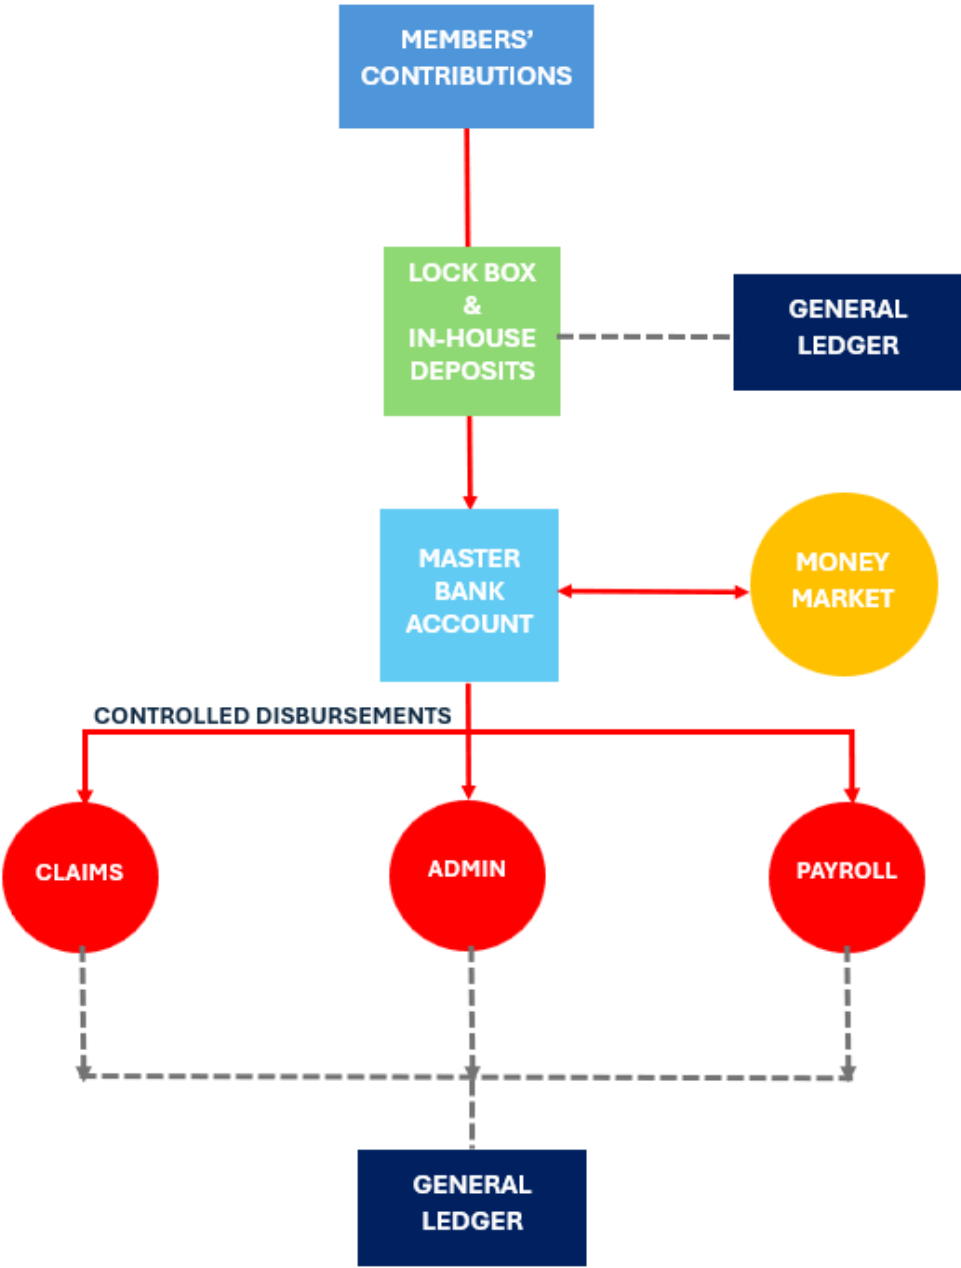 MEMBERS'
CONTRIBUTIONS
LOCK BOX
&
IN-HOUSE
DEPOSITS
GENERAL
LEDGER
MASTER
BANK
ACCOUNT
MONEY
MARKET
CONTROLLED DISBURSEMENTS
CLAIMS
ADMIN
PAYROLL
GENERAL
LEDGER